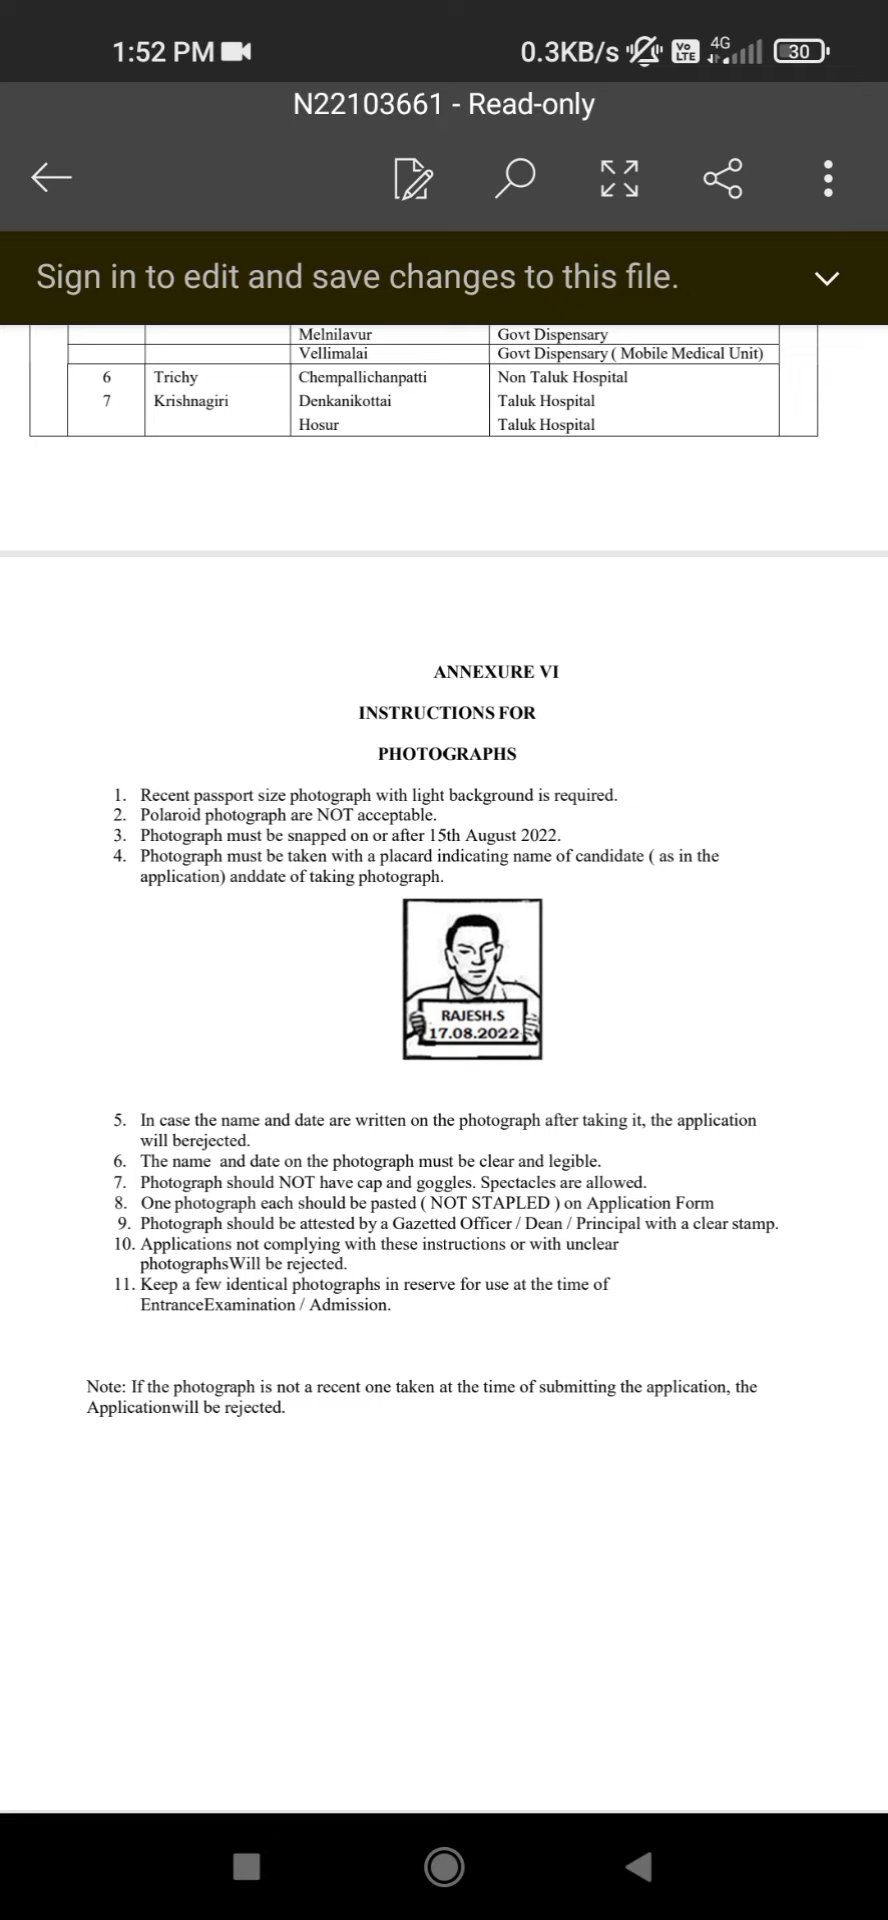 1:52 PM 0.3KB/s Vo LTE 4G 30
N22103661 - Read-only
Sign in to edit and save changes to this file.
Melnilavur Govt Dispensary
Vellimalai Govt Dispensary ( Mobile Medical Unit)
6 Trichy Chempallichanpatti Non Taluk Hospital
7 Krishnagiri Denkanikottai Taluk Hospital
Hosur Taluk Hospital
ANNEXURE VI
INSTRUCTIONS FOR
PHOTOGRAPHS
1. Recent passport size photograph with light background is required.
2. Polaroid photograph are NOT acceptable.
3. Photograph must be snapped on or after 15th August 2022.
4. Photograph must be taken with a placard indicating name of candidate ( as in the
application) anddate of taking photograph.
RAJESH.S
17.08.2022
5. In case the name and date are written on the photograph after taking it, the application
will berejected.
6. The name and date on the photograph must be clear and legible.
7. Photograph should NOT have cap and goggles. Spectacles are allowed.
8. One photograph each should be pasted ( NOT STAPLED ) on Application Form
9. Photograph should be attested by a Gazetted Officer / Dean / Principal with a clear stamp.
10. Applications not complying with these instructions or with unclear
photographsWill be rejected.
11. Keep a few identical photographs in reserve for use at the time of
EntranceExamination / Admission.
Note: If the photograph is not a recent one taken at the time of submitting the application, the
Applicationwill be rejected.